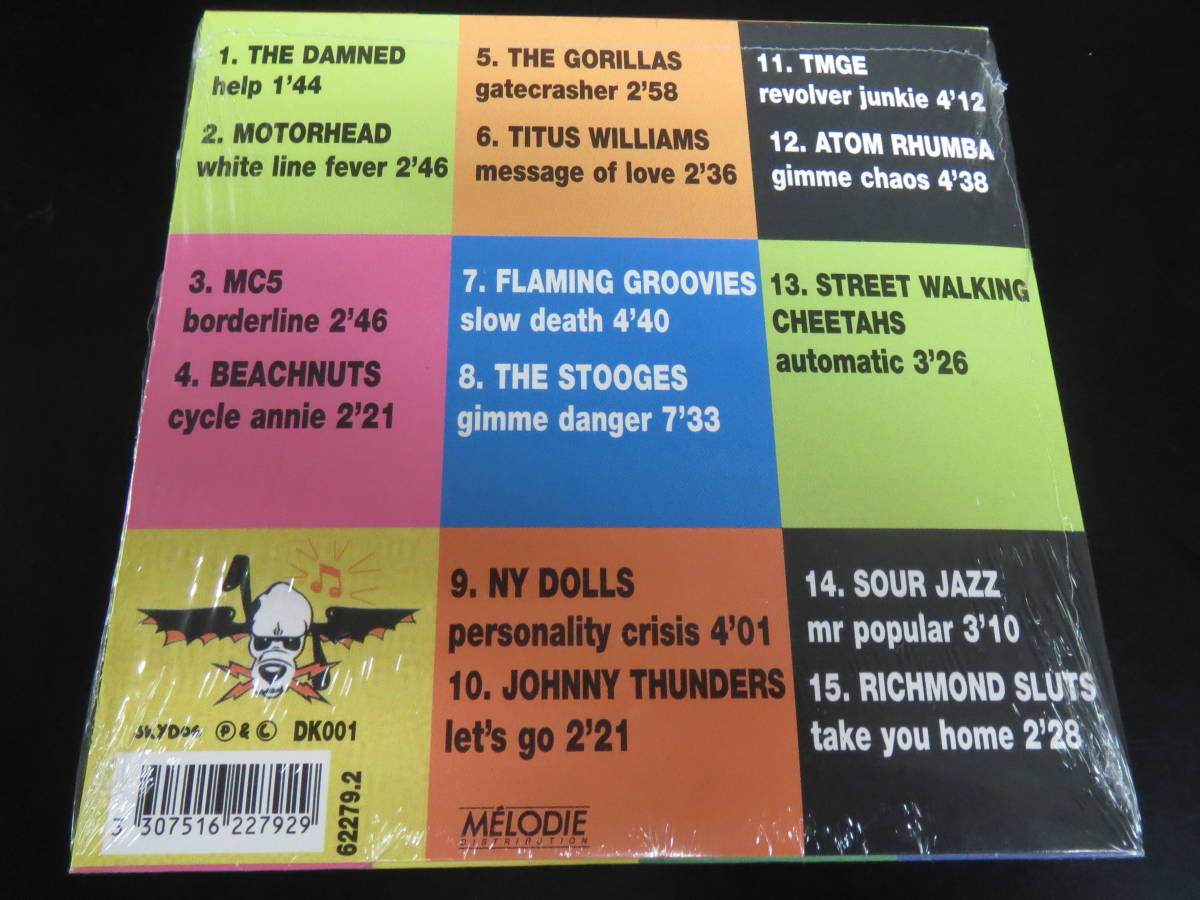 1. THE DAMNED
help 1'44
2. MOTORHEAD
white line fever 2'46
3. MC5
borderline 2'46
4. BEACHNUTS
cycle annie 2'21
5. THE GORILLAS
gatecrasher 2'58
6. TITUS WILLIAMS
message of love 2'36
7. FLAMING GROOVIES
slow death 4'40
8. THE STOOGES
gimme danger 7'33
9. NY DOLLS
personality crisis 4'01
10. JOHNNY THUNDERS
let's go 2'21
11. TMGE
revolver junkie 4'12
12. ATOM RHUMBA
gimme chaos 4'38
13. STREET WALKING
CHEETAHS
automatic 3'26
14. SOUR JAZZ
mr popular 3'10
15. RICHMOND SLUTS
take you home 2'28
SKYDOG ℗ & © DK001
3 307516 227929
62279.2
MÉLODIE
DISTRIBUTION